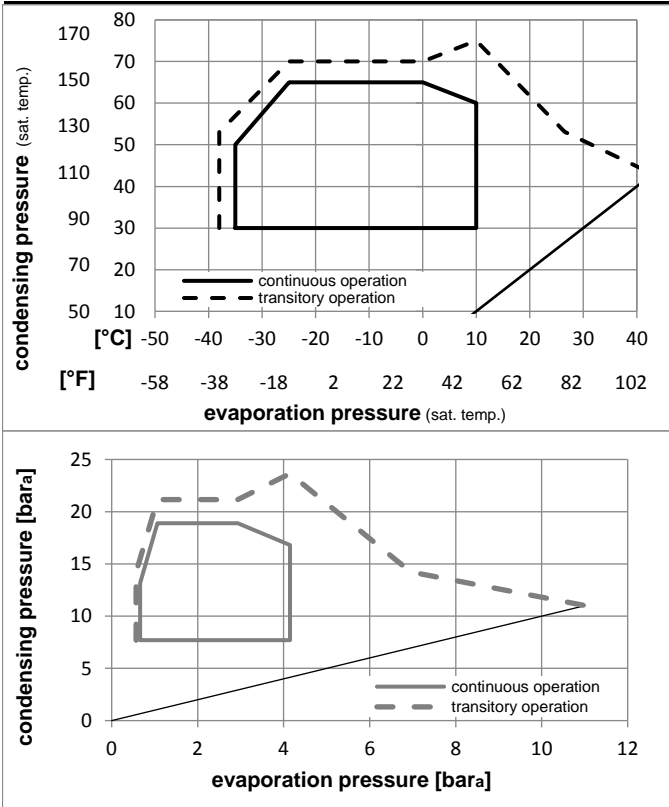 condensing pressure (sat. temp.)
170 80
150 70
60
130 50
110 40
90 30
70 20
50 10
continuous operation
transitory operation
[°C] -50 -40 -30 -20 -10 0 10 20 30 40
[°F] -58 -38 -18 2 22 42 62 82 102
evaporation pressure (sat. temp.)
condensing pressure [bara]
25
20
15
10
5
0
continuous operation
transitory operation
0 2 4 6 8 10 12
evaporation pressure [bara]